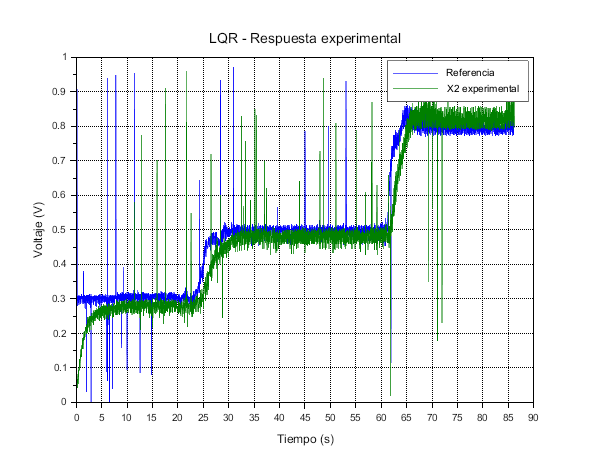 LQR - Respuesta experimental
Referencia
X2 experimental
Voltaje (V)
1
0.9
0.8
0.7
0.6
0.5
0.4
0.3
0.2
0.1
0
0 5 10 15 20 25 30 35 40 45 50 55 60 65 70 75 80 85 90
Tiempo (s)